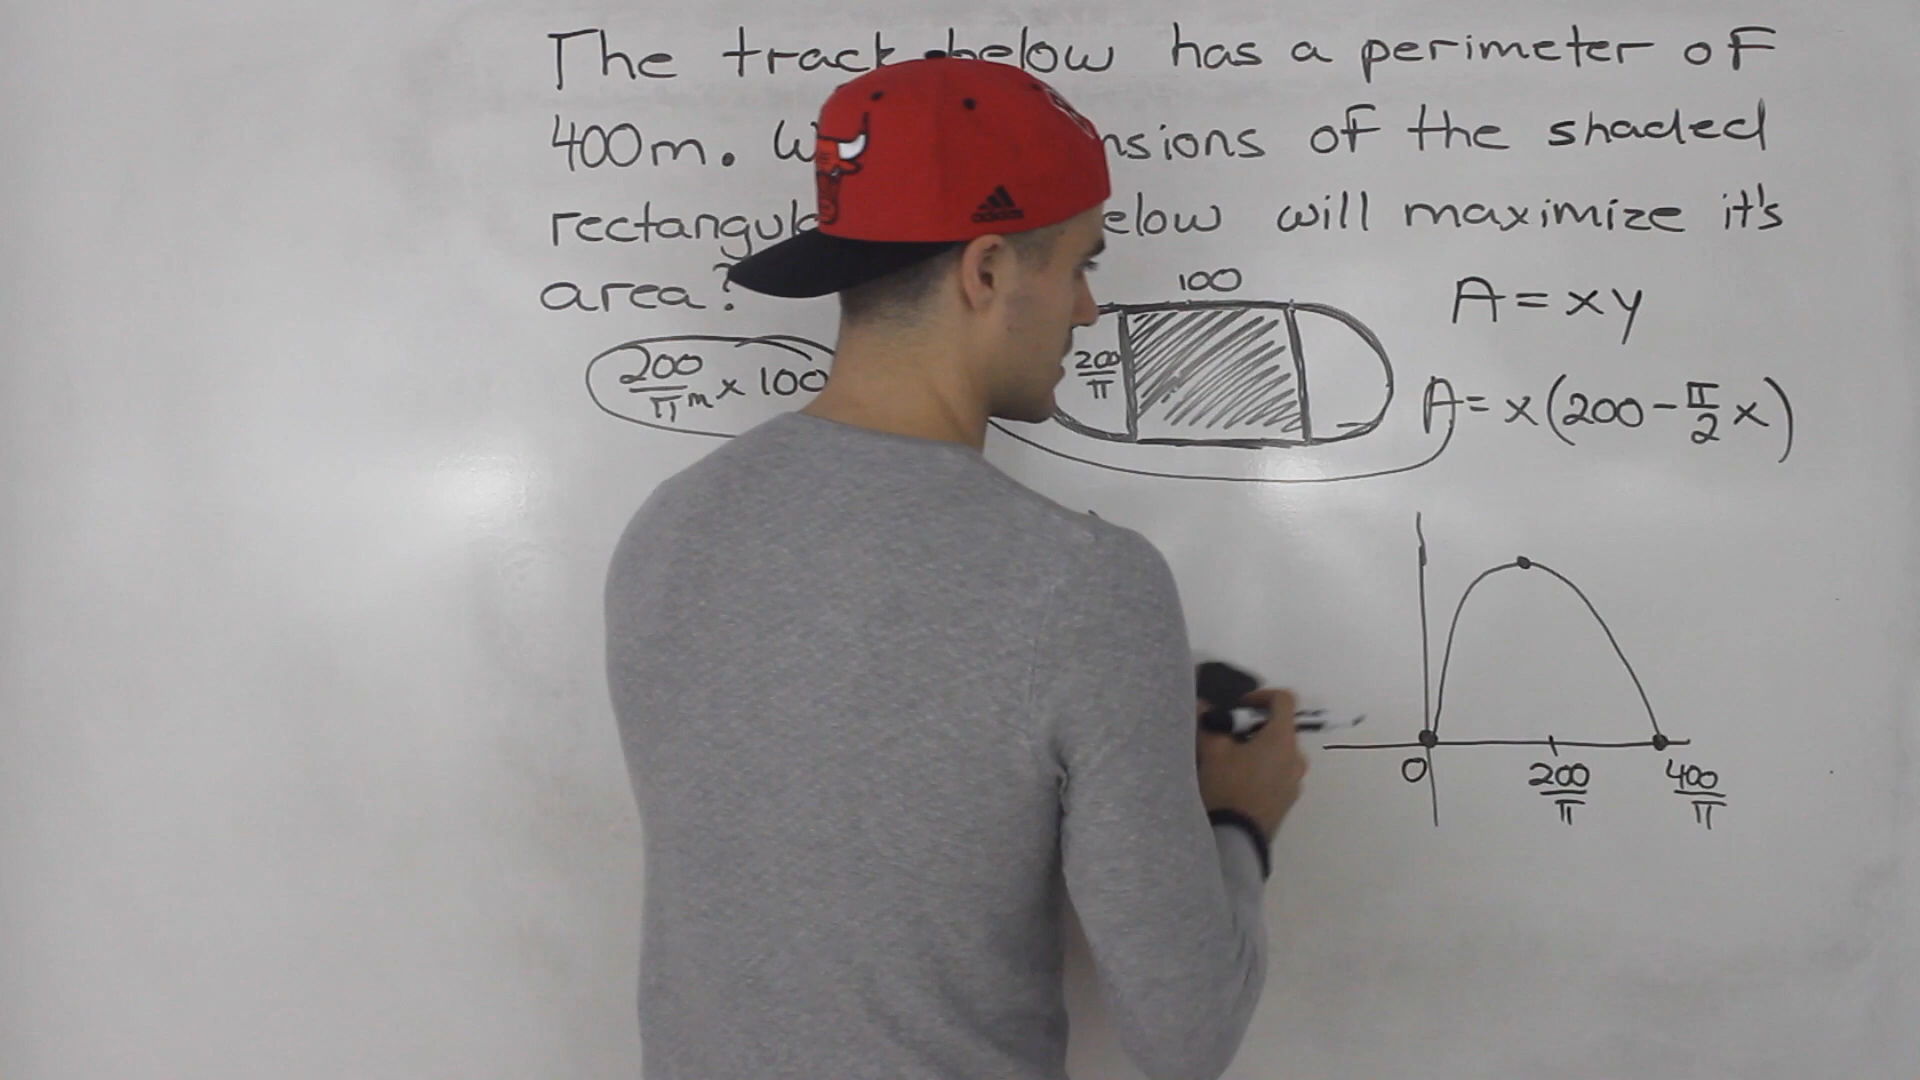 The track below has a perimeter of
400m. nsions of the shaded
rectangul elow will maximize it's
area?
100
A = xy
200/π m x 100
200/π
A = x(200 - π/2 x)
0 200/π 400/π
adidas